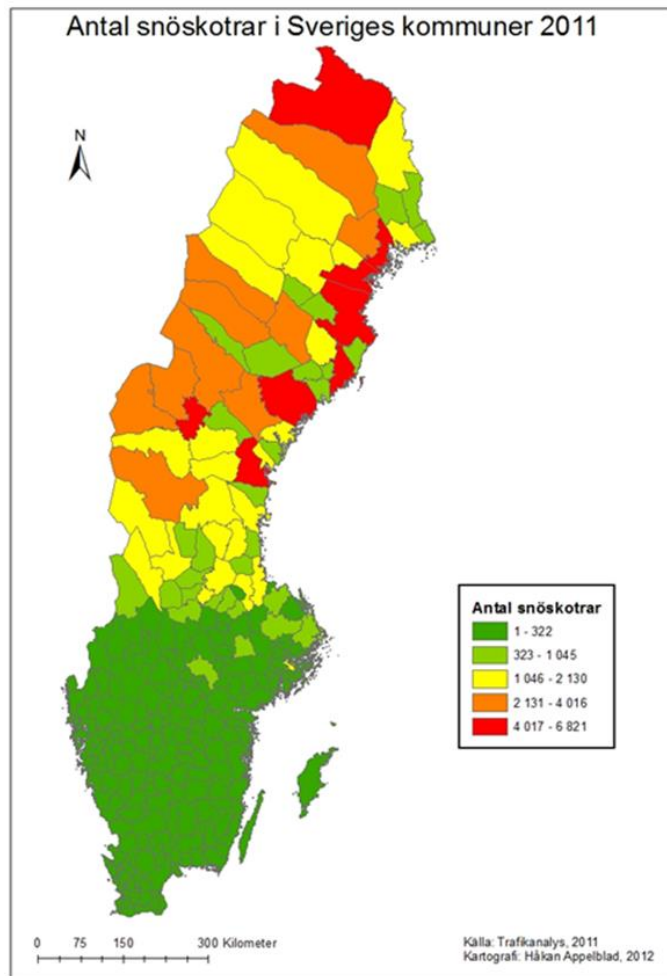 Antal snöskotrar i Sveriges kommuner 2011
N
Antal snöskotrar
1 - 322
323 - 1 045
1 046 - 2 130
2 131 - 4 016
4 017 - 6 821
0 75 150 300 Kilometer
Källa: Trafikanalys, 2011
Kartografi: Håkan Appelblad, 2012